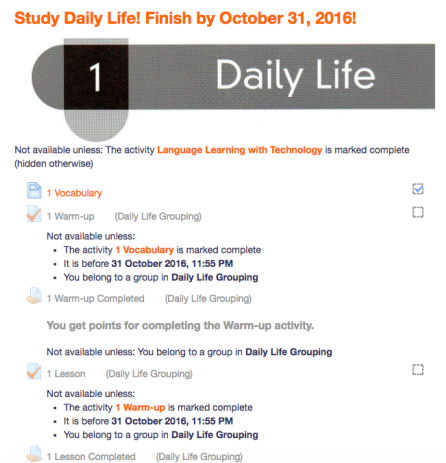 Study Daily Life! Finish by October 31, 2016!
1 Daily Life
Not available unless: The activity Language Learning with Technology is marked complete
(hidden otherwise)
1 Vocabulary
1 Warm-up (Daily Life Grouping)
Not available unless:
• The activity 1 Vocabulary is marked complete
• It is before 31 October 2016, 11:55 PM
• You belong to a group in Daily Life Grouping
1 Warm-up Completed (Daily Life Grouping)
You get points for completing the Warm-up activity.
Not available unless: You belong to a group in Daily Life Grouping
1 Lesson (Daily Life Grouping)
Not available unless:
• The activity 1 Warm-up is marked complete
• It is before 31 October 2016, 11:55 PM
• You belong to a group in Daily Life Grouping
1 Lesson Completed (Daily Life Grouping)